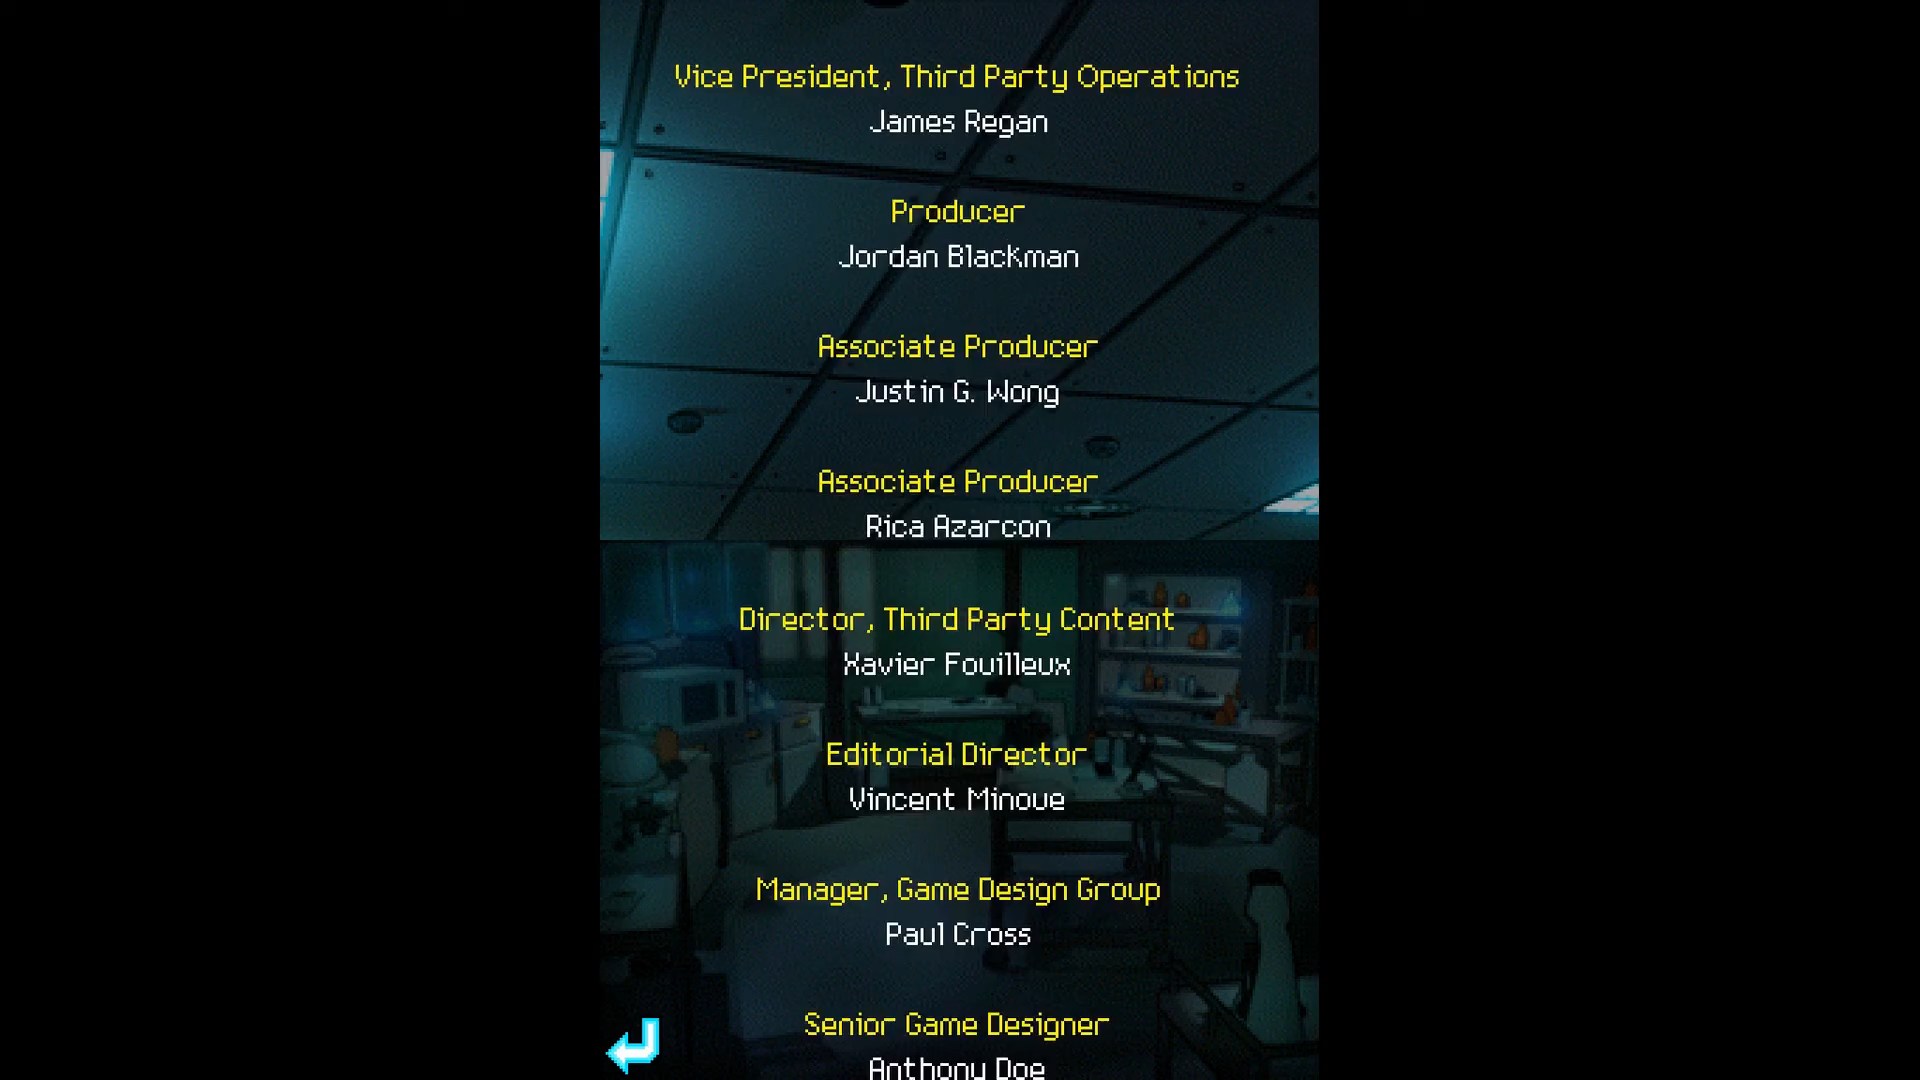 Vice President, Third Party Operations
James Regan
Producer
Jordan Blackman
Associate Producer
Justin G. Wong
Associate Producer
Rica Azarcon
Director, Third Party Content
Xavier Fouilleux
Editorial Director
Vincent Minoue
Manager, Game Design Group
Paul Cross
Senior Game Designer
Anthony Doe